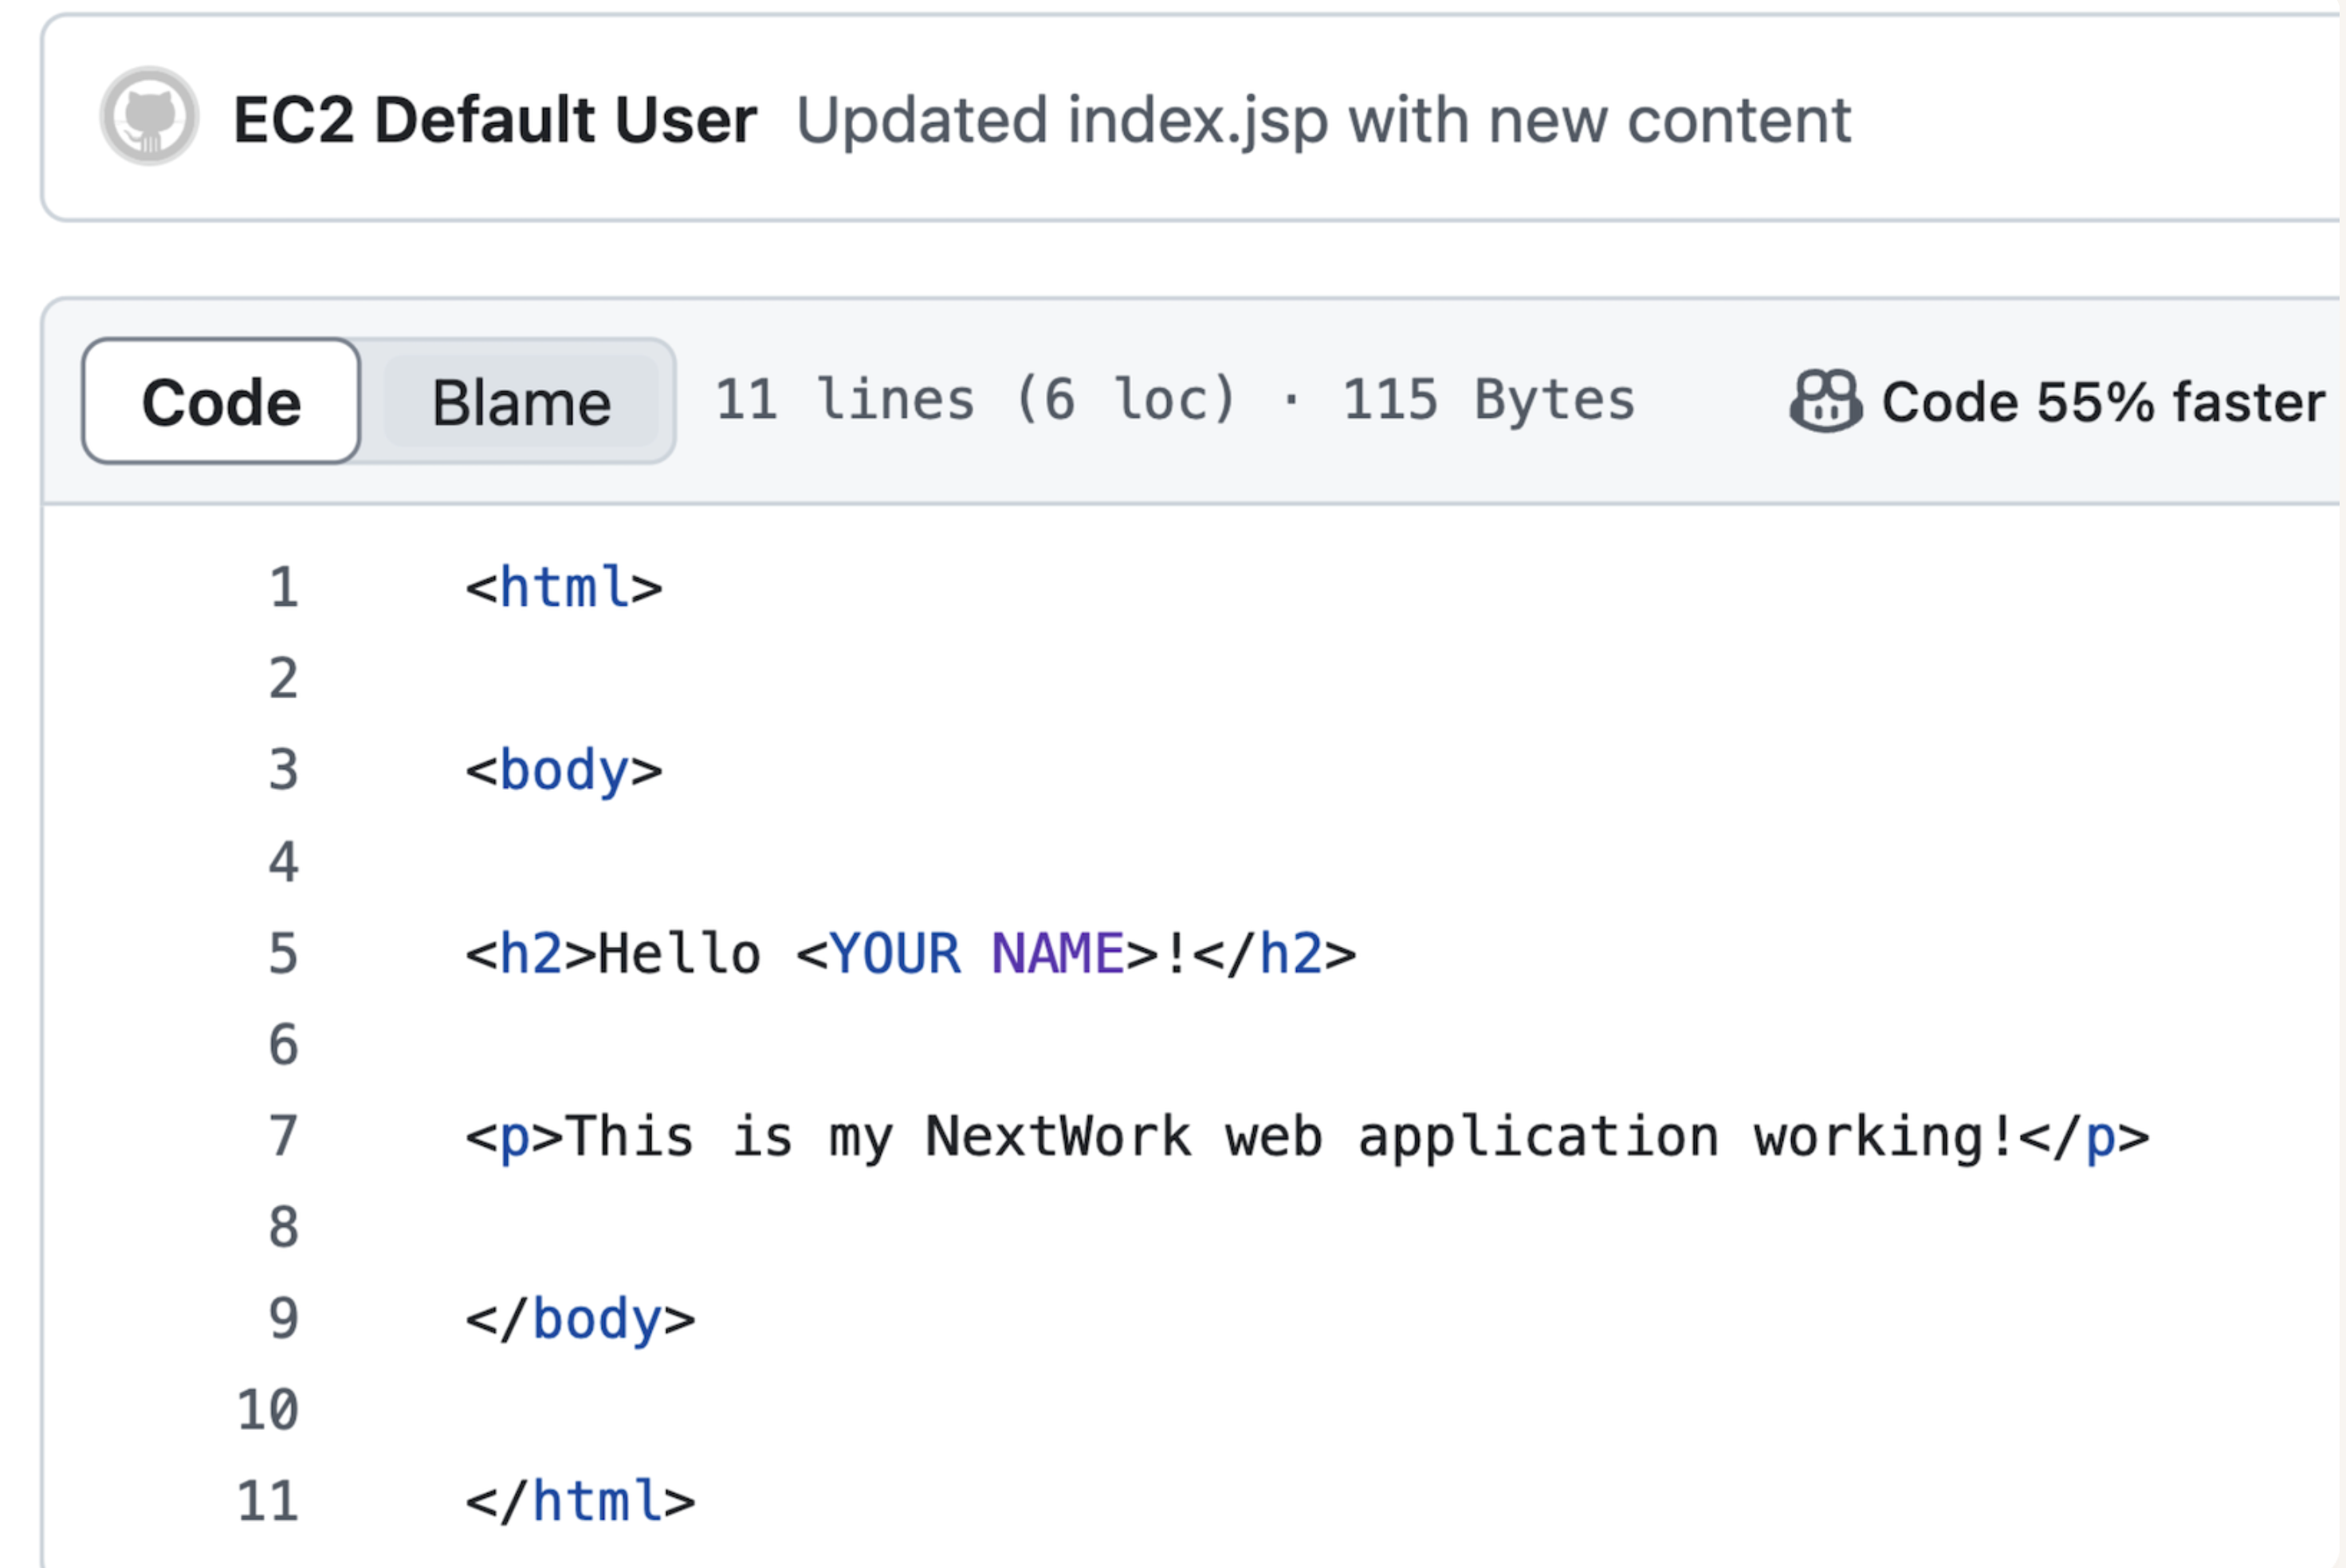 EC2 Default User Updated index.jsp with new content
Code Blame 11 lines (6 loc) · 115 Bytes Code 55% faster
1 <html>
2
3 <body>
4
5 <h2>Hello <YOUR NAME>!</h2>
6
7 <p>This is my NextWork web application working!</p>
8
9 </body>
10
11 </html>